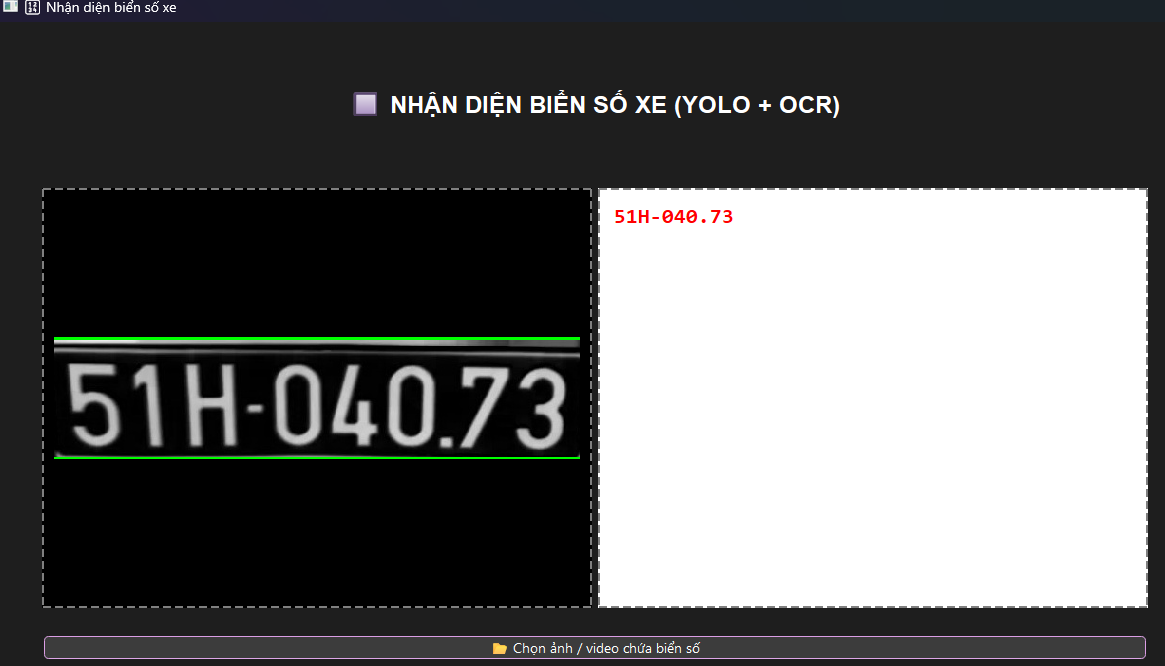 Nhận diện biển số xe
NHẬN DIỆN BIỂN SỐ XE (YOLO + OCR)
51H-040.73
51H-040.73
Chọn ảnh / video chứa biển số